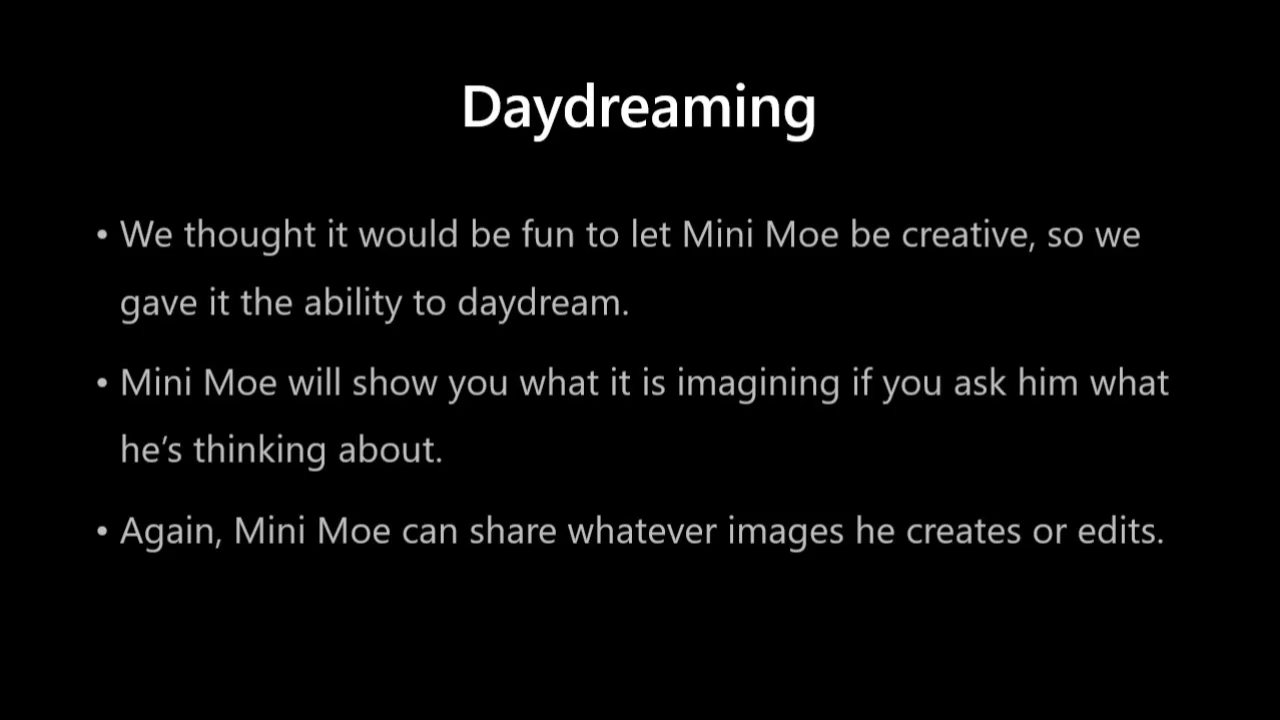 Daydreaming
• We thought it would be fun to let Mini Moe be creative, so we
gave it the ability to daydream.
• Mini Moe will show you what it is imagining if you ask him what
he’s thinking about.
• Again, Mini Moe can share whatever images he creates or edits.